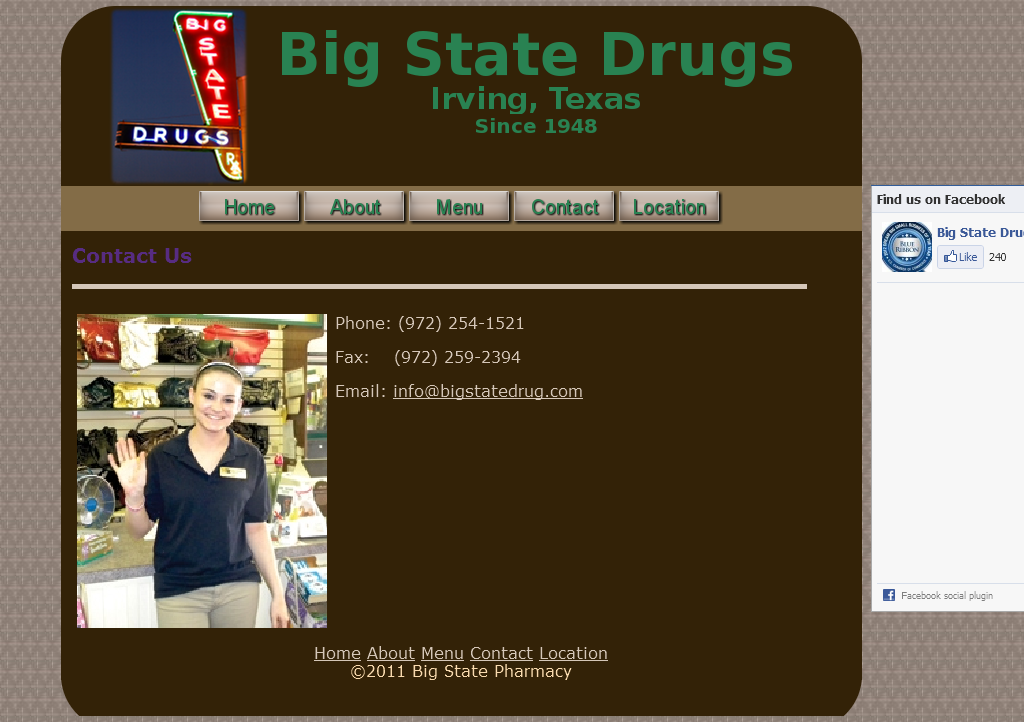 BIG
STATE
DRUGS
Big State Drugs
Irving, Texas
Since 1948
Home About Menu Contact Location
Contact Us
Phone: (972) 254-1521
Fax: (972) 259-2394
Email: info@bigstatedrug.com
Find us on Facebook
Big State Dru
Like 240
BLUE
RIBBON
Facebook social plugin
Home About Menu Contact Location
©2011 Big State Pharmacy